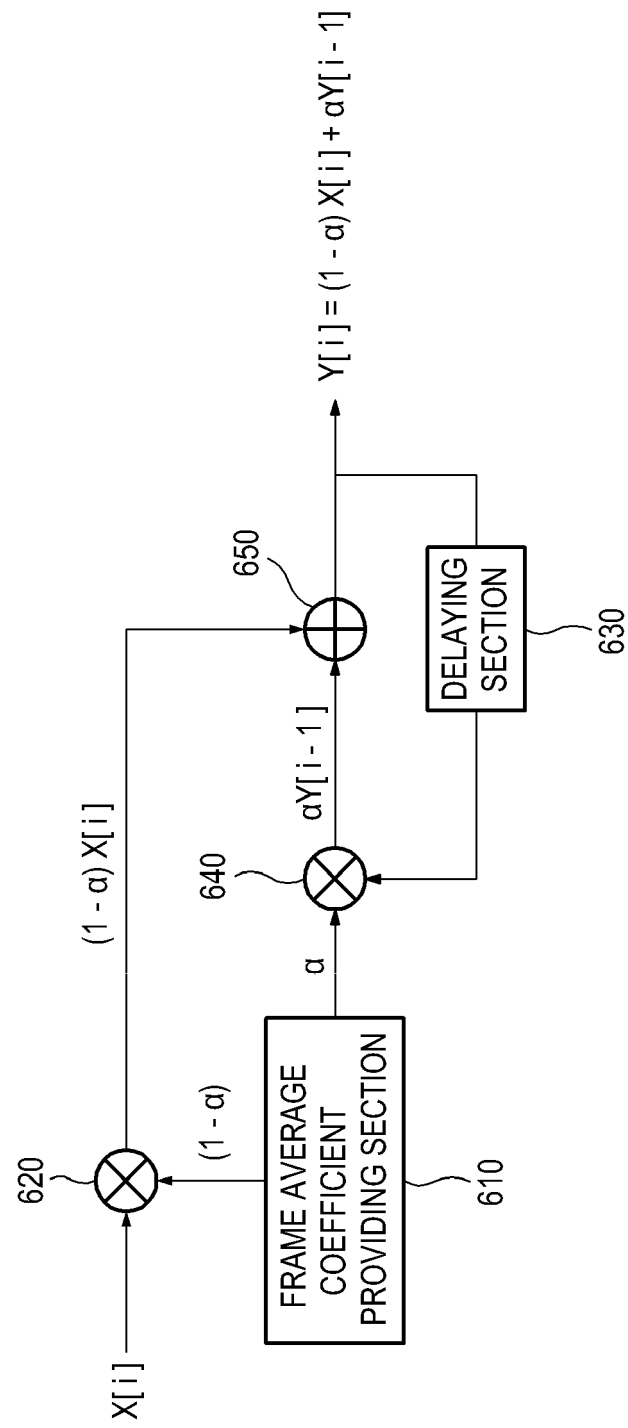 X[ i ]
620
(1 - α) X[ i ]
(1 - α)
650
Y[ i ] = (1 - α) X[ i ] + αY[ i - 1 ]
640
α
αY[ i - 1 ]
FRAME AVERAGE
COEFFICIENT
PROVIDING SECTION
610
DELAYING
SECTION
630